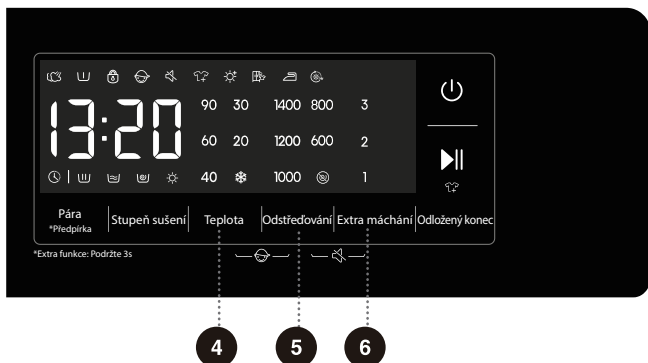 13:20
90 30 1400 800 3
60 20 1200 600 2
40 1000 1
Pára
*Předpírka
Stupeň sušení
Teplota
Odstřeďování
Extra máchání
Odložený konec
*Extra funkce: Podržte 3s
4 5 6